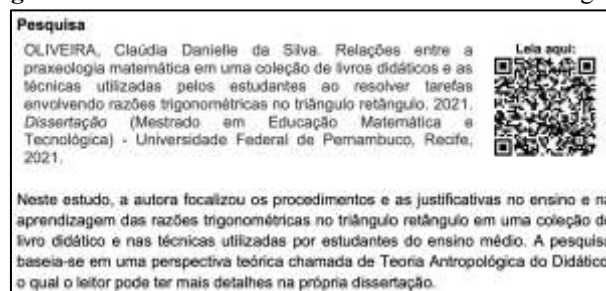 Pesquisa
OLIVEIRA, Claúdia Danielle da Silva. Relações entre a
praxeologia matemática em uma coleção de livros didáticos e as
técnicas utilizadas pelos estudantes ao resolver tarefas
envolvendo razões trigonométricas no triângulo retângulo. 2021.
Dissertação (Mestrado em Educação Matemática e
Tecnológica) - Universidade Federal de Pernambuco, Recife,
2021.
Leia aqui:
Neste estudo, a autora focalizou os procedimentos e as justificativas no ensino e na
aprendizagem das razões trigonométricas no triângulo retângulo em uma coleção de
livro didático e nas técnicas utilizadas por estudantes do ensino médio. A pesquisa
baseia-se em uma perspectiva teórica chamada de Teoria Antropológica do Didático
o qual o leitor pode ter mais detalhes na própria dissertação.